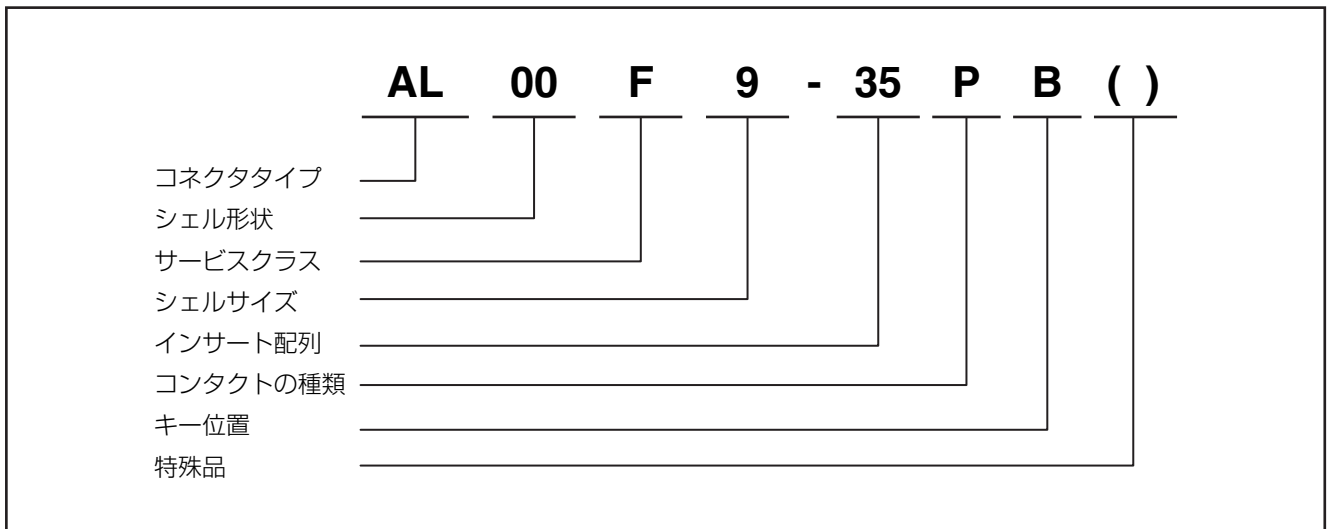 AL 00 F 9 - 35 P B ( )
コネクタタイプ
シェル形状
サービスクラス
シェルサイズ
インサート配列
コンタクトの種類
キー位置
特殊品